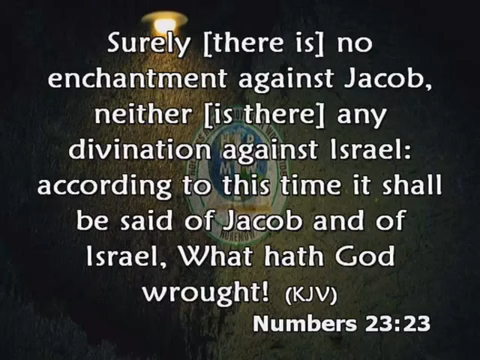 Surely [there is] no
enchantment against Jacob,
neither [is there] any
divination against Israel:
according to this time it shall
be said of Jacob and of
Israel, What hath God
wrought! (KJV)
Numbers 23:23